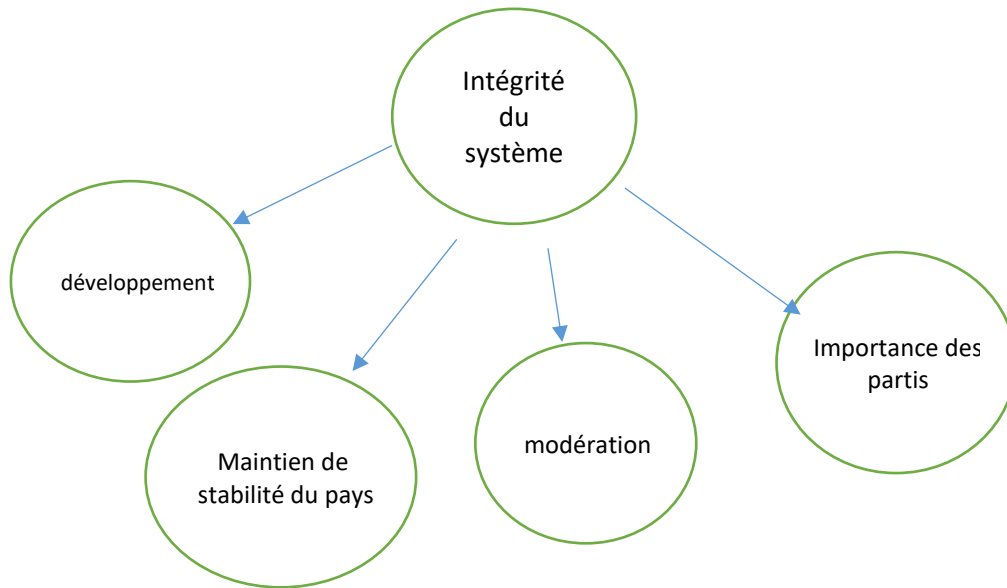 Intégrité
du
système
développement
Importance des
partis
modération
Maintien de
stabilité du pays